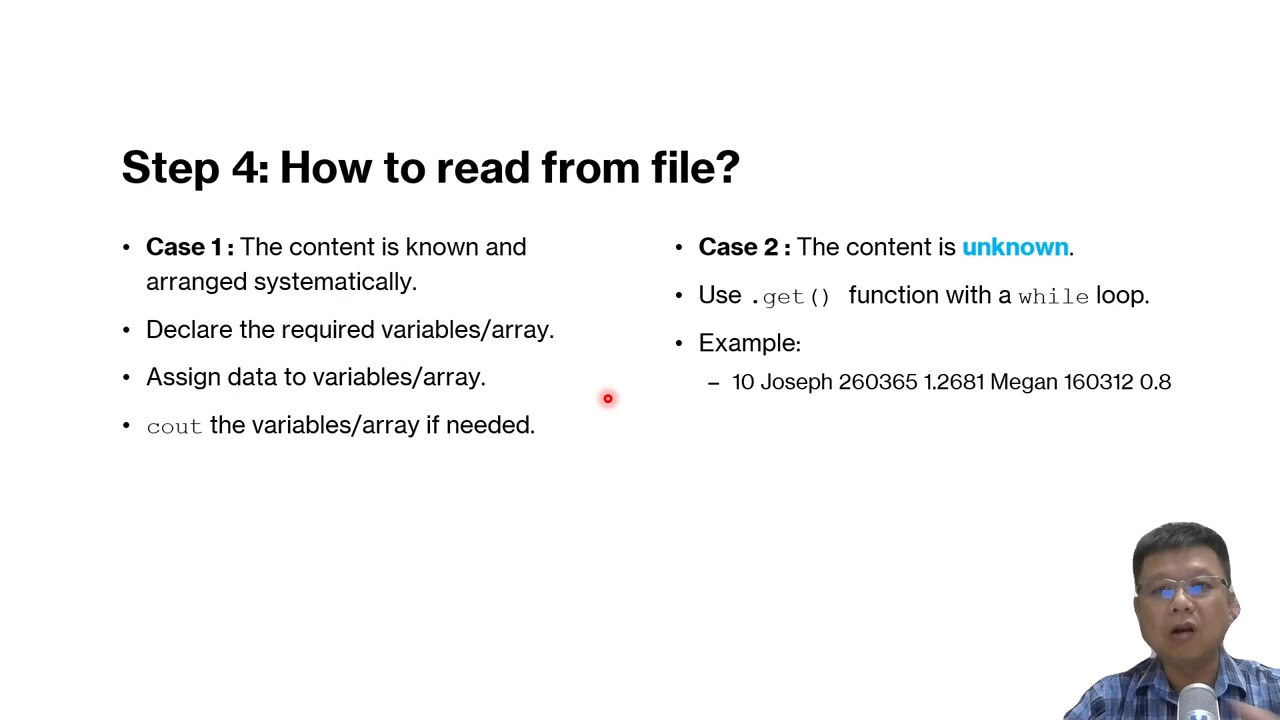 Step 4: How to read from file?
• Case 1 : The content is known and
arranged systematically.
• Declare the required variables/array.
• Assign data to variables/array.
• cout the variables/array if needed.
• Case 2 : The content is unknown.
• Use .get() function with a while loop.
• Example:
– 10 Joseph 260365 1.2681 Megan 160312 0.8